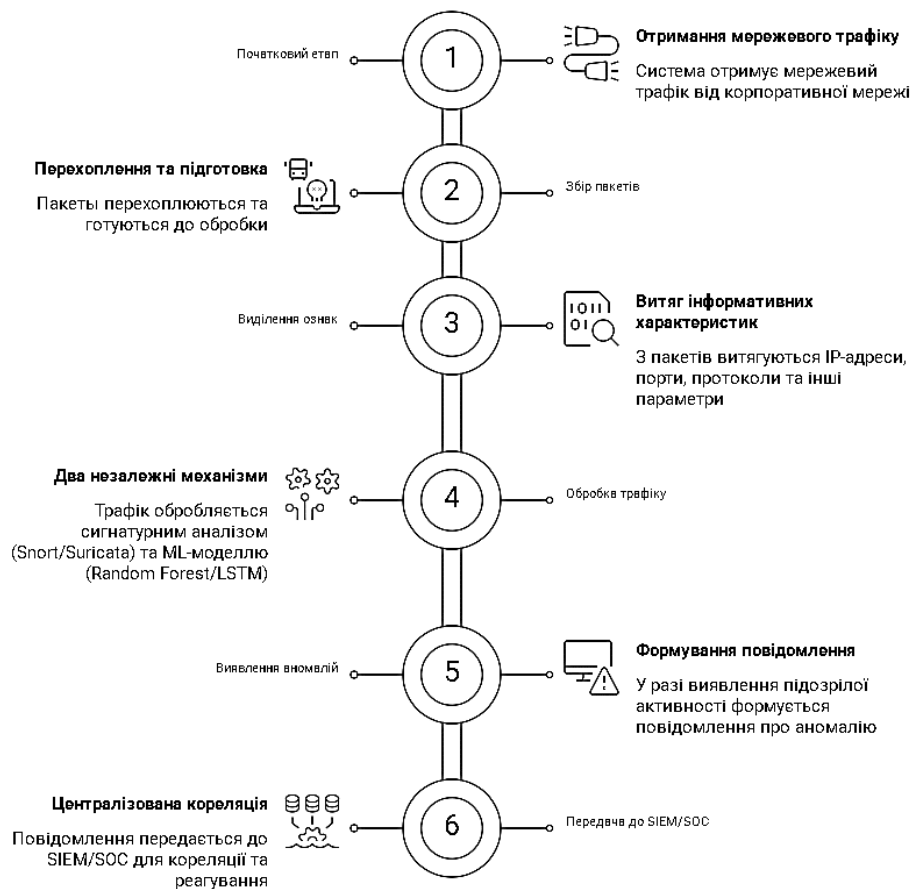 Початковий етап
1
Отримання мережевого трафіку
Система отримує мережевий
трафік від корпоративної мережі
Перехоплення та підготовка
Пакеты перехоплюються та
готуються до обробки
2
Збір пакетів
Виділення ознак
3
Витяг інформативних
характеристик
З пакетів витягуються IP-адреси,
порти, протоколи та інші
параметри
Два незалежні механізми
Трафік обробляється
сигнатурним аналізом
(Snort/Suricata) та ML-моделлю
(Random Forest/LSTM)
4
Обробка трафіку
Виявлення аномалій
5
Формування повідомлення
У разі виявлення підозрілої
активності формується
повідомлення про аномалію
Централізована кореляція
Повідомлення передається до
SIEM/SOC для кореляції та
реагування
6
Передача до SIEM/SOC